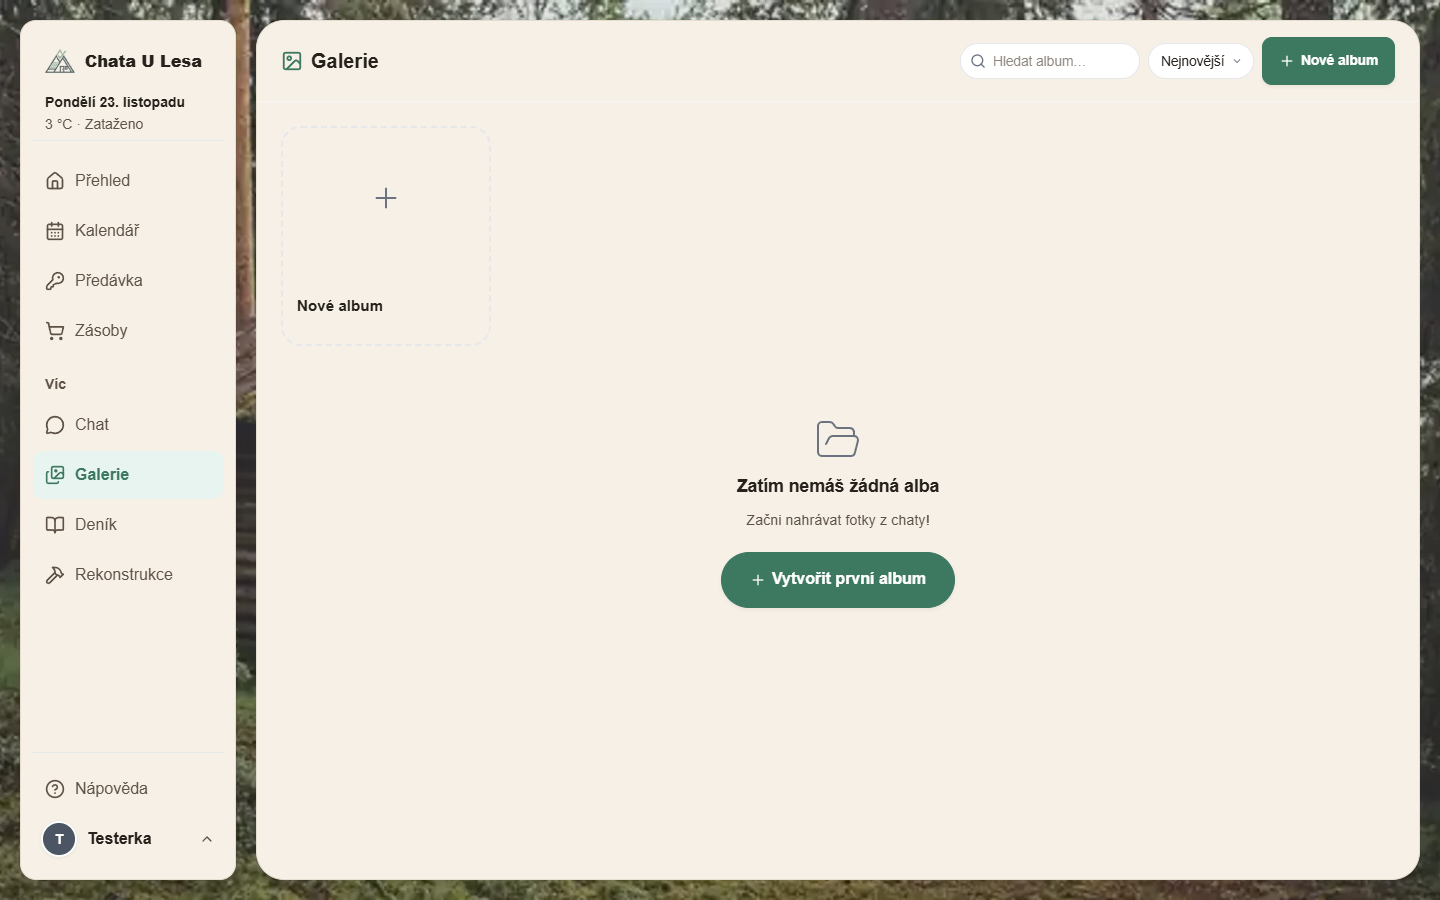 Chata U Lesa
Pondělí 23. listopadu
3 °C · Zataženo
Přehled
Kalendář
Předávka
Zásoby
Víc
Chat
Galerie
Deník
Rekonstrukce
Nápověda
T
Testerka
Galerie
Hledat album...
Nejnovější
Nové album
Nové album
Zatím nemáš žádná alba
Začni nahrávat fotky z chaty!
Vytvořit první album